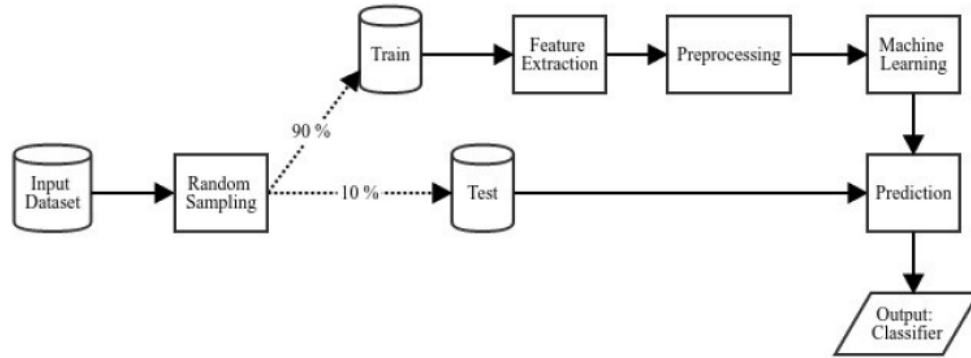 Train
Feature
Extraction
Preprocessing
Machine
Learning
90 %
Input
Dataset
Random
Sampling
10 %
Test
Prediction
Output:
Classifier